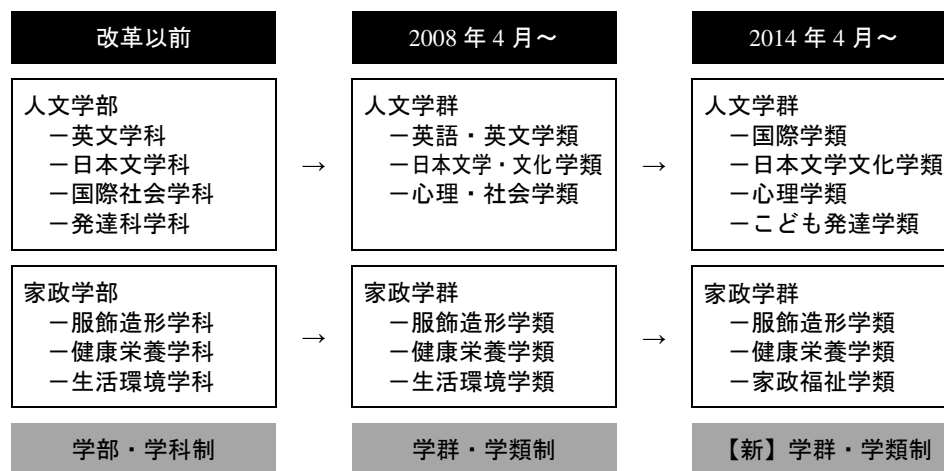 改革以前
2008 年 4 月～
2014 年 4 月～
人文学部
－英文学科
－日本文学科
－国際社会学科
－発達科学科
→
人文学群
－英語・英文学類
－日本文学・文化学類
－心理・社会学類
→
人文学群
－国際学類
－日本文学文化学類
－心理学類
－こども発達学類
家政学部
－服飾造形学科
－健康栄養学科
－生活環境学科
→
家政学群
－服飾造形学類
－健康栄養学類
－生活環境学類
→
家政学群
－服飾造形学類
－健康栄養学類
－家政福祉学類
学部・学科制
学群・学類制
【新】学群・学類制